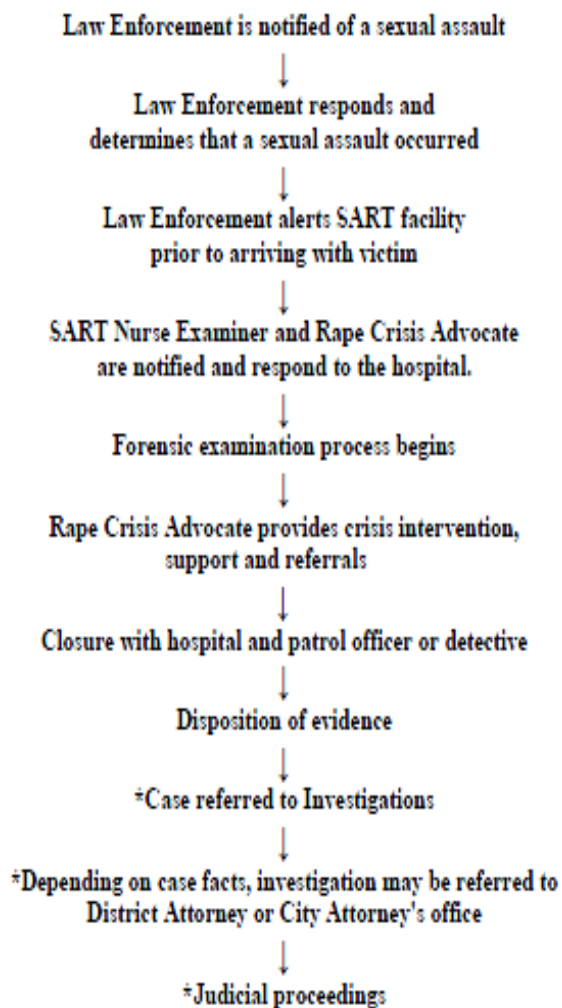 Law Enforcement is notified of a sexual assault
Law Enforcement responds and
determines that a sexual assault occurred
Law Enforcement alerts SART facility
prior to arriving with victim
SART Nurse Examiner and Rape Crisis Advocate
are notified and respond to the hospital.
Forensic examination process begins
Rape Crisis Advocate provides crisis intervention,
support and referrals
Closure with hospital and patrol officer or detective
Disposition of evidence
*Case referred to Investigations
*Depending on case facts, investigation may be referred to
District Attorney or City Attorney's office
*Judicial proceedings